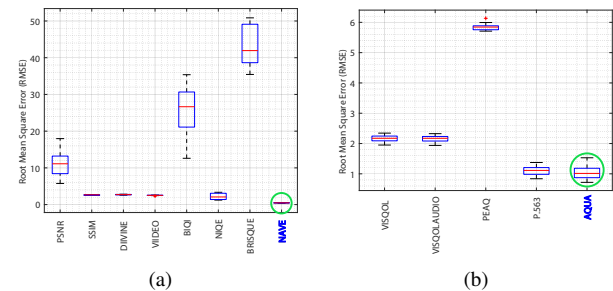 Root Mean Square Error (RMSE)
50
40
30
20
10
0
PSNR
SSIM
DIIVINE
VIIDEO
BIQI
NIQE
BRISQUE
NAVE
(a)
Root Mean Square Error (RMSE)
6
5
4
3
2
1
VISQOL
VISQOLAUDIO
PEAQ
P.563
AQUA
(b)